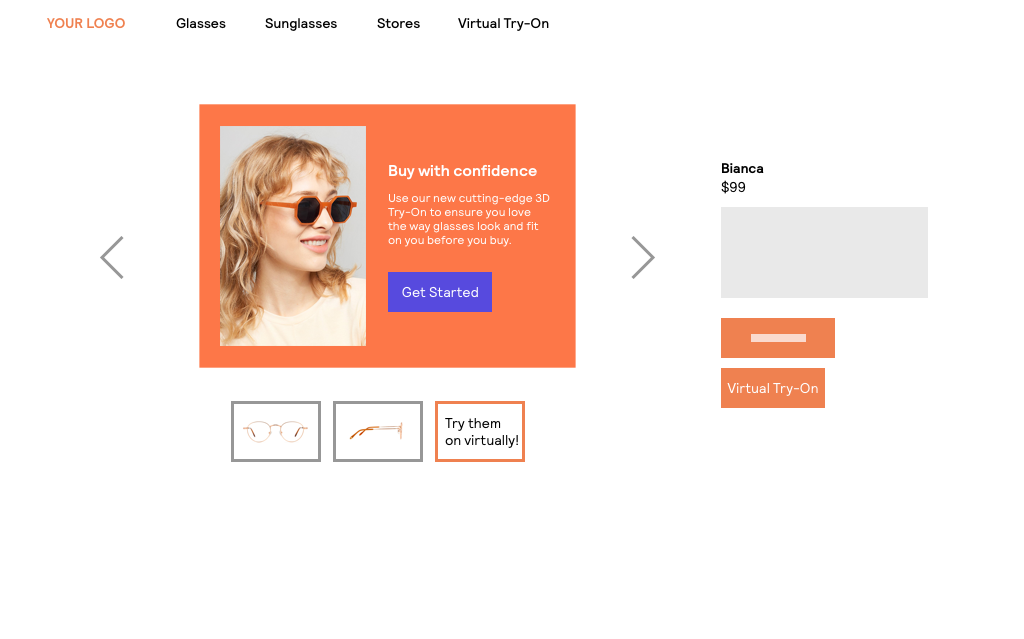 YOUR LOGO
Glasses
Sunglasses
Stores
Virtual Try-On
Buy with confidence
Use our new cutting-edge 3D
Try-On to ensure you love
the way glasses look and fit
on you before you buy.
Get Started
Bianca
$99
Virtual Try-On
Try them
on virtually!